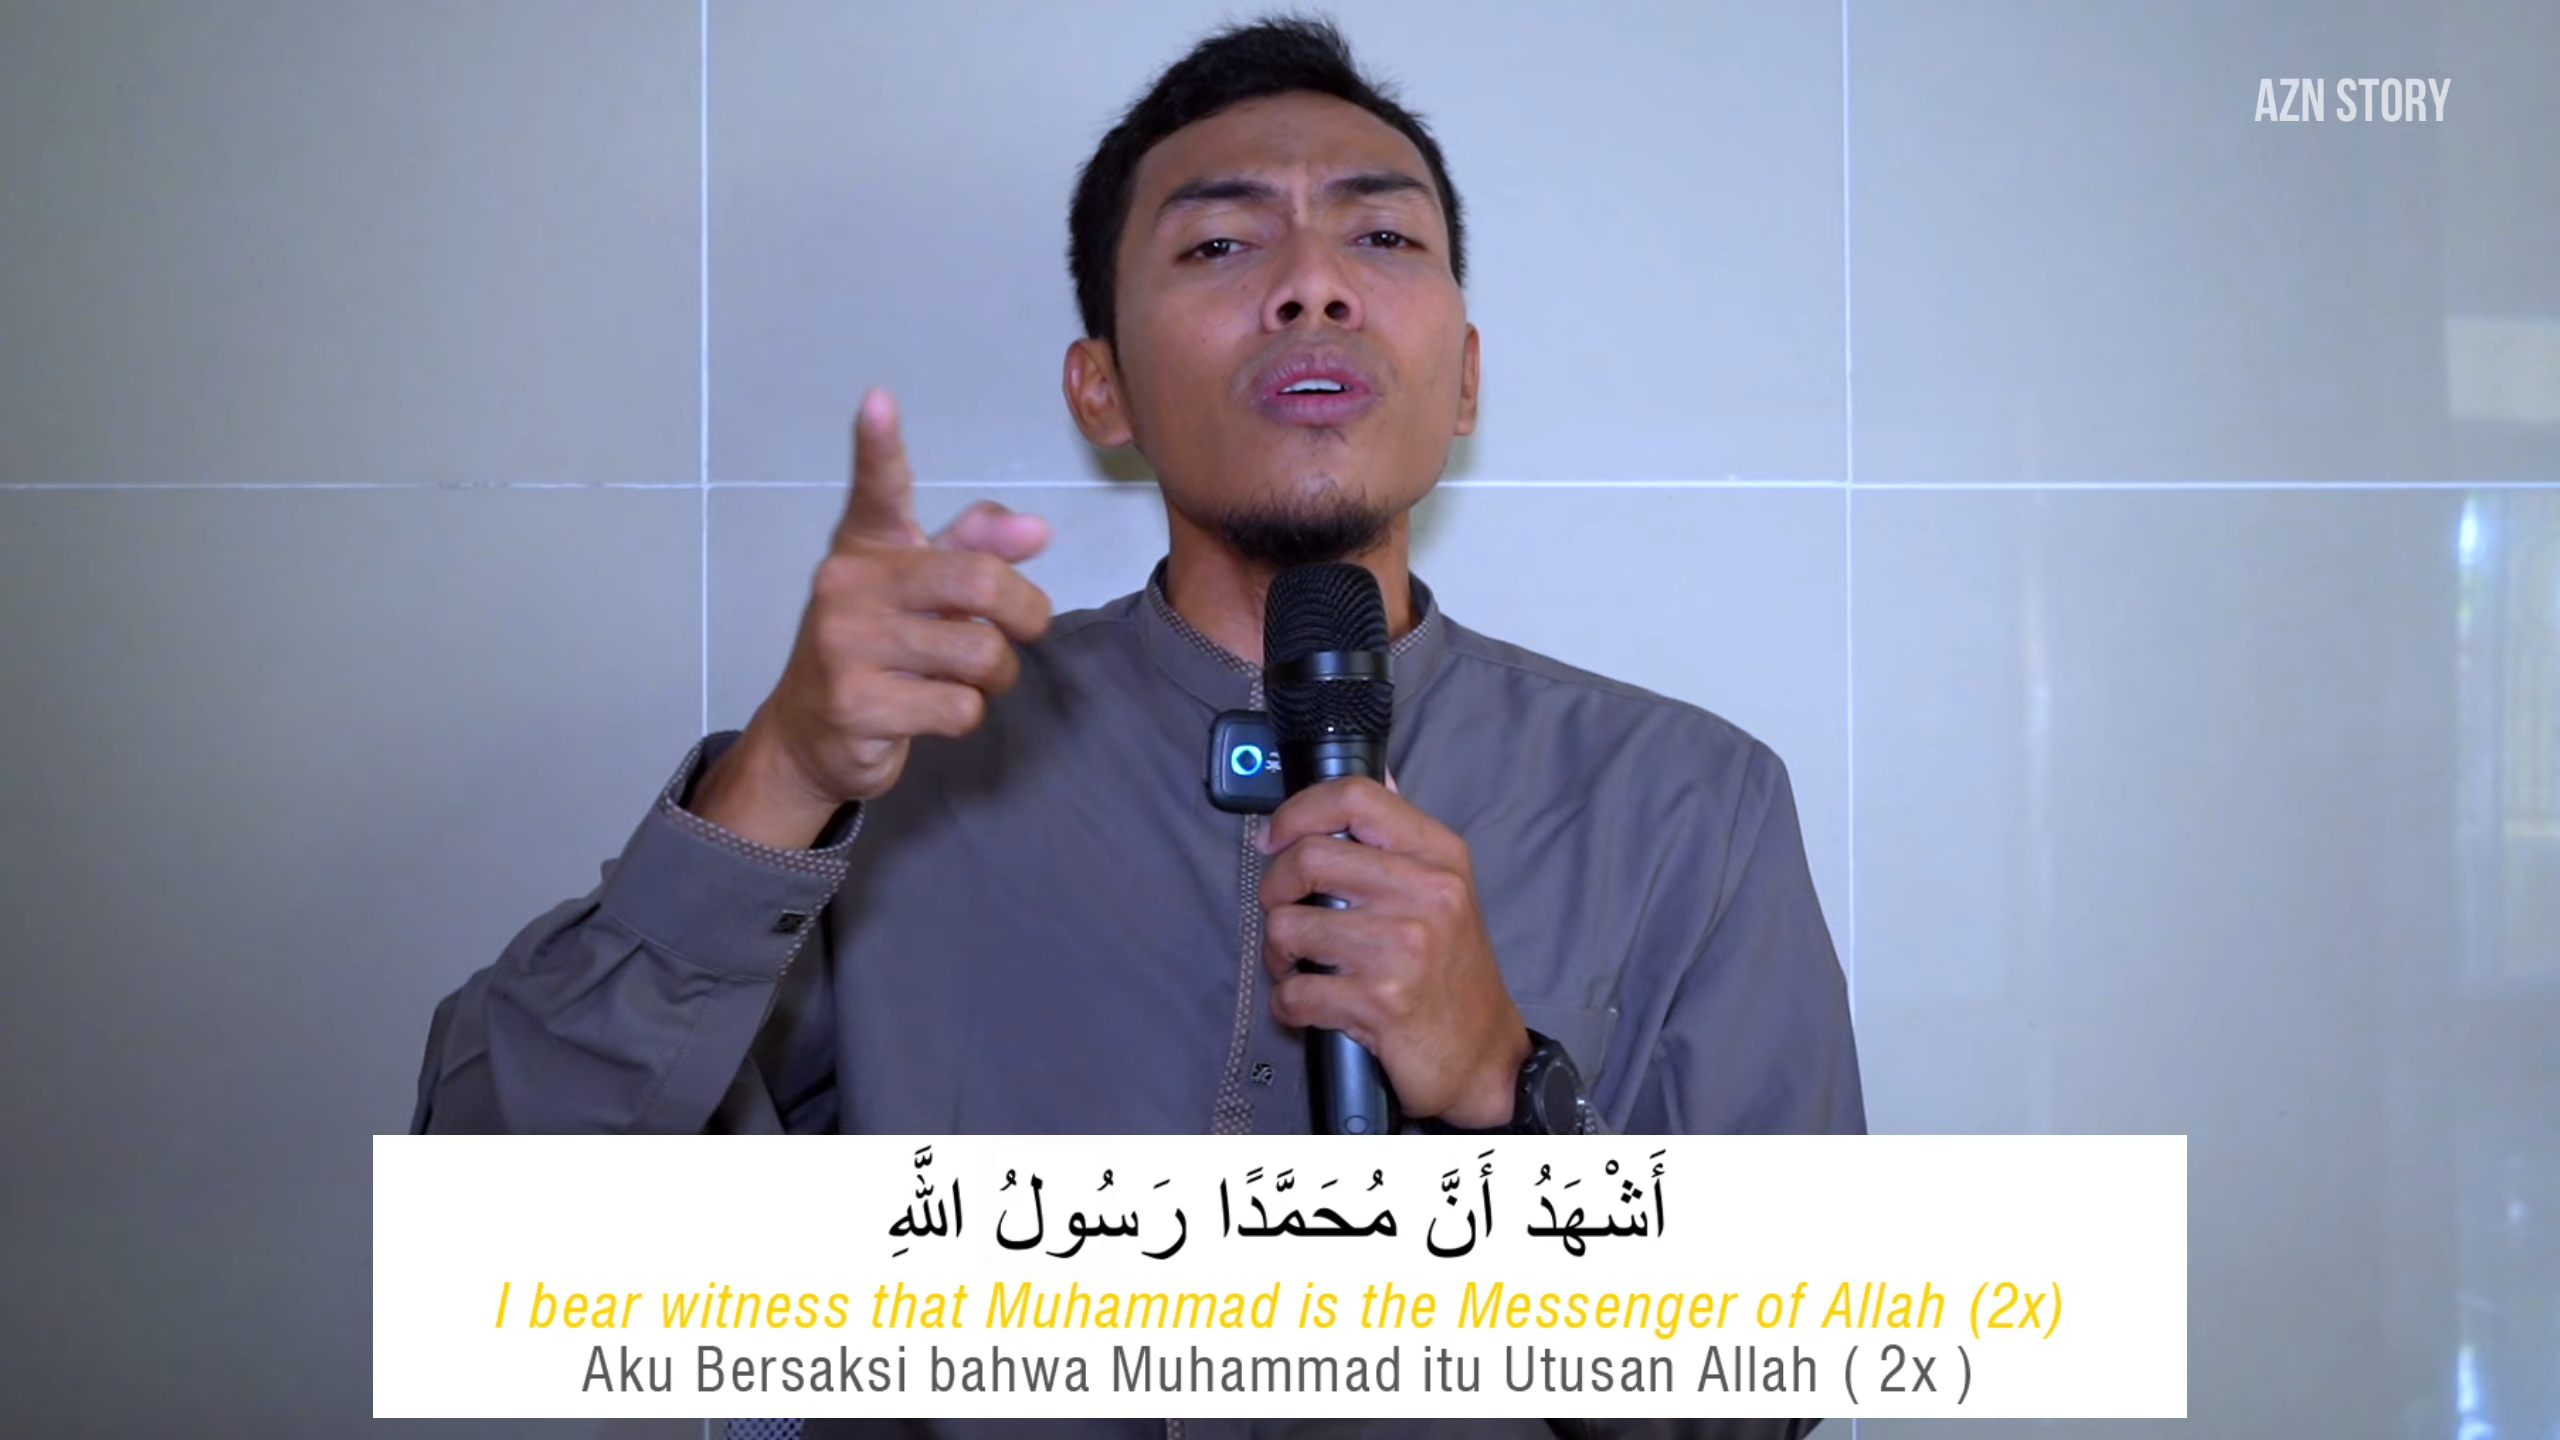 AZN STORY
أَشْهَدُ أَنَّ مُحَمَّدًا رَسُولُ اللَّهِ
I bear witness that Muhammad is the Messenger of Allah (2x)
Aku Bersaksi bahwa Muhammad itu Utusan Allah ( 2x )